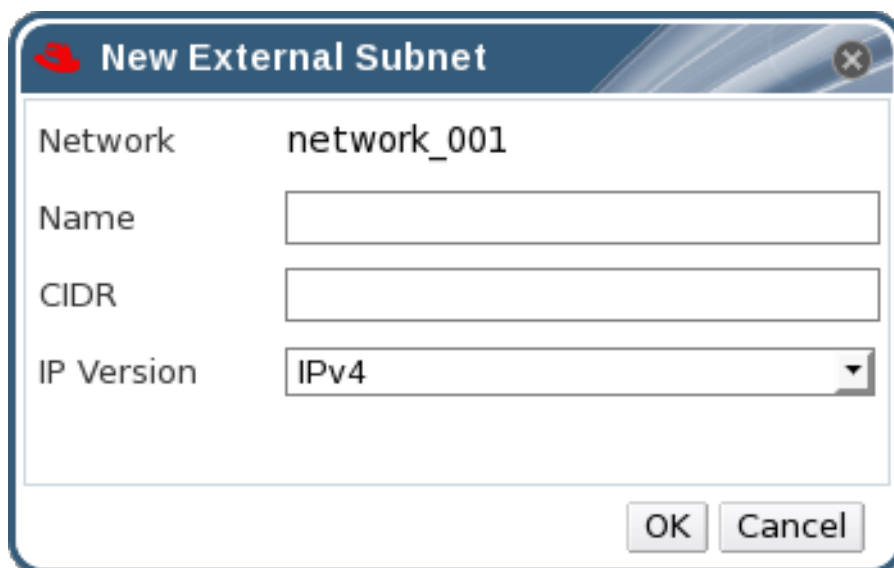 New External Subnet
Network network_001
Name
CIDR
IP Version IPv4
OK Cancel